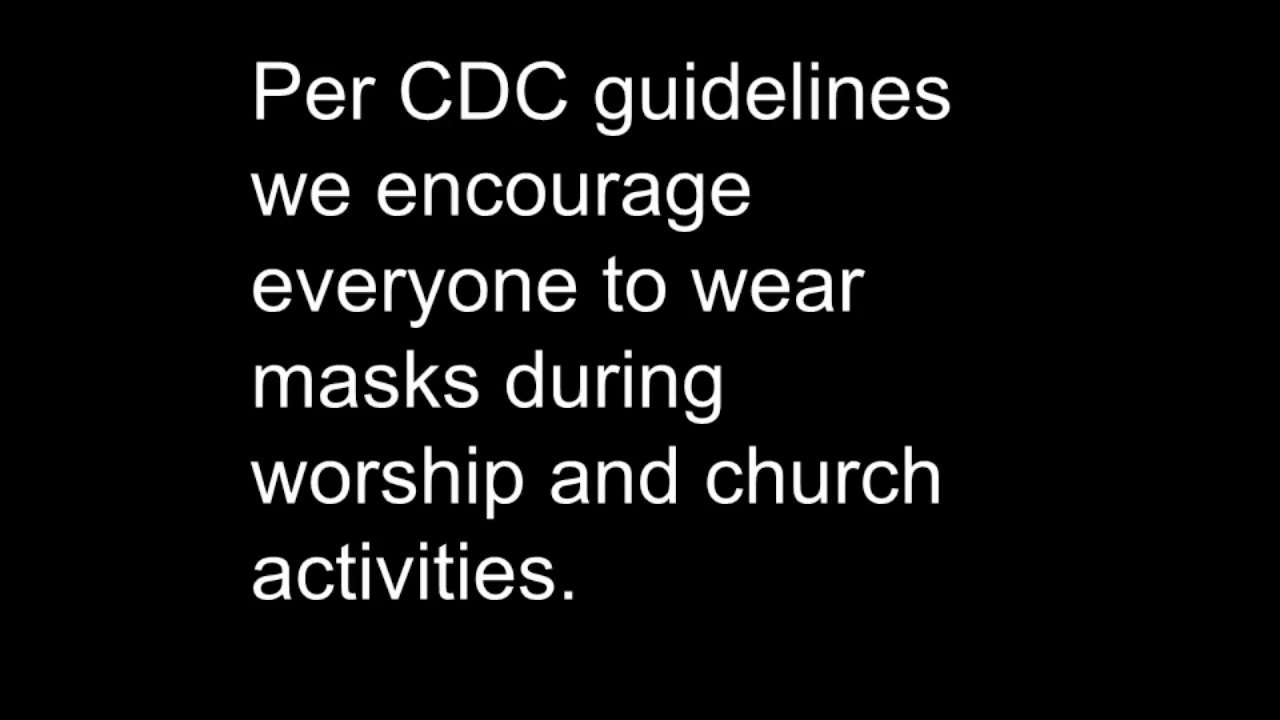 Per CDC guidelines
we encourage
everyone to wear
masks during
worship and church
activities.